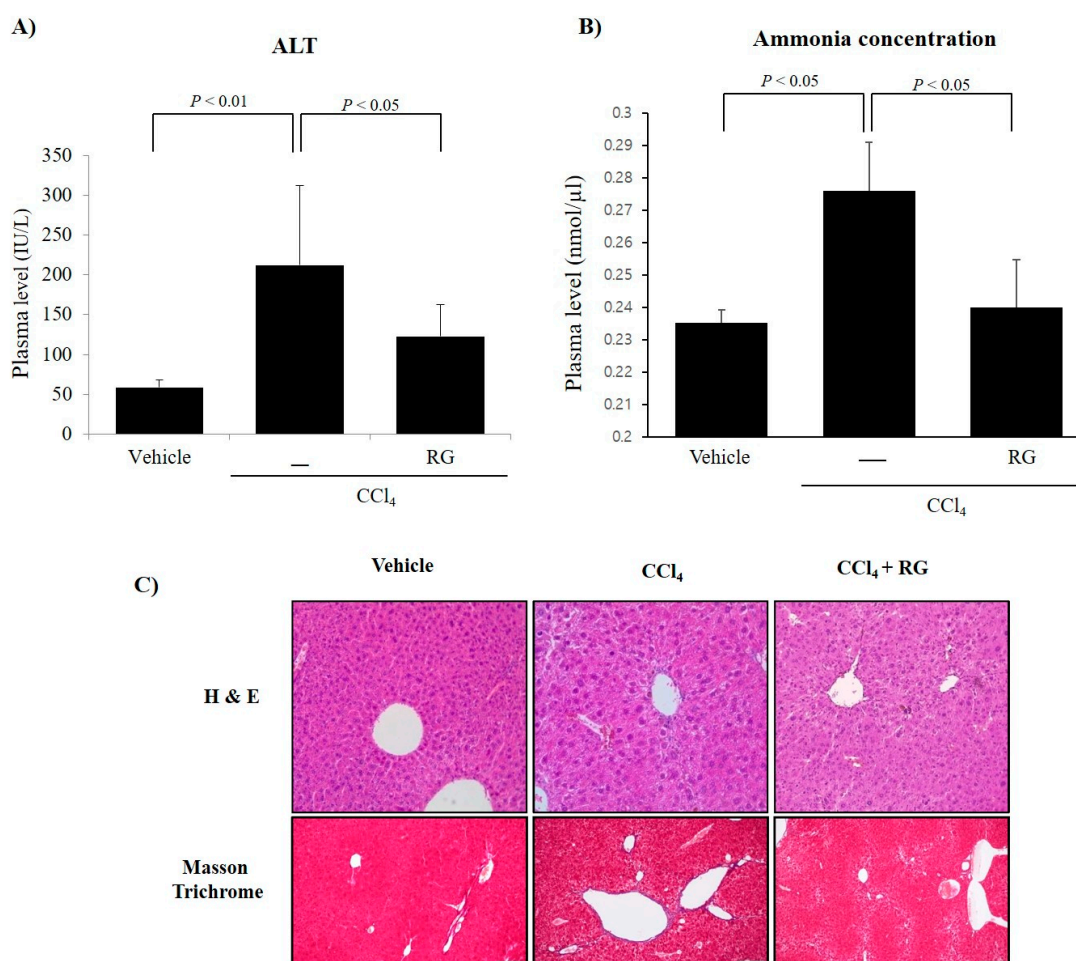 A)
ALT
P < 0.01
P < 0.05
Plasma level (IU/L)
350
300
250
200
150
100
50
0
Vehicle
—
RG
CCl₄
B)
Ammonia concentration
P < 0.05
P < 0.05
Plasma level (nmol/µl)
0.3
0.29
0.28
0.27
0.26
0.25
0.24
0.23
0.22
0.21
0.2
Vehicle
—
RG
CCl₄
C)
Vehicle
CCl₄
CCl₄ + RG
H & E
Masson
Trichrome